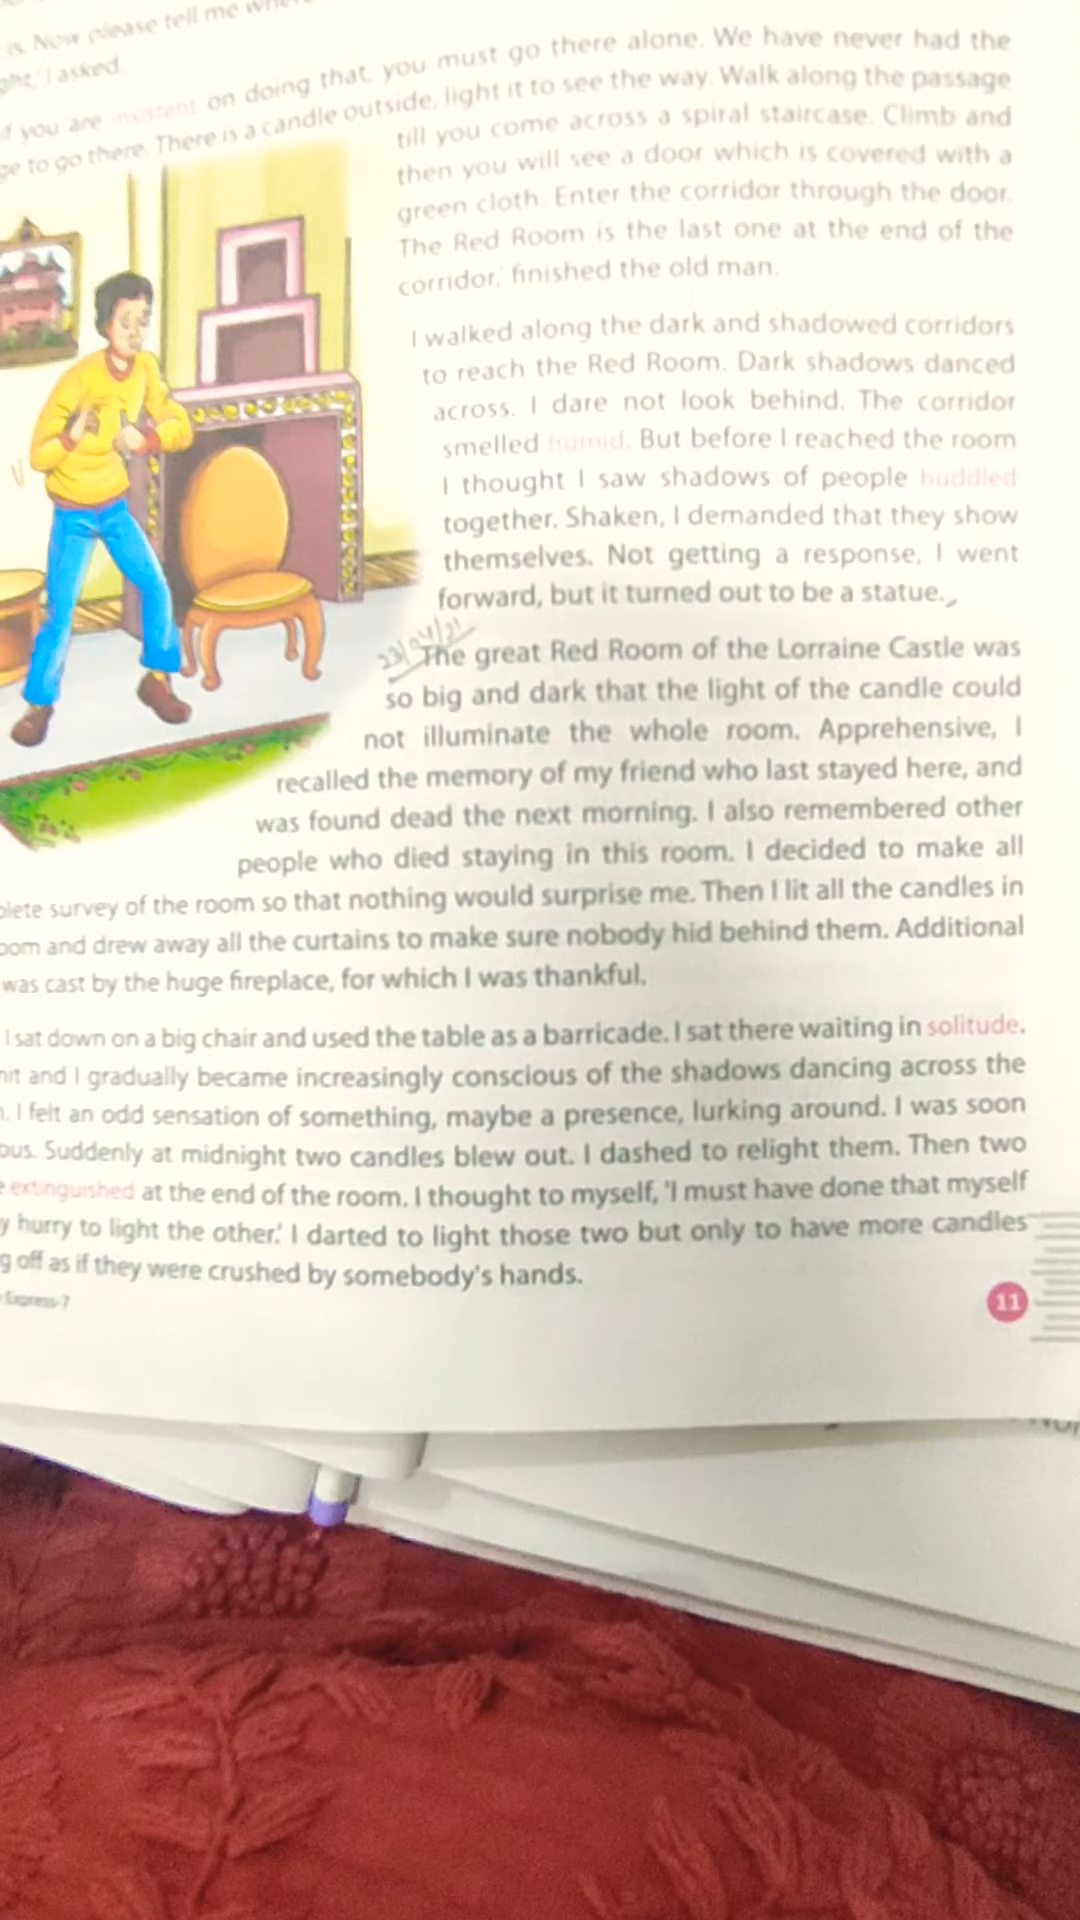 is. Now please tell me
ght,' I asked.
if you are insistent on doing that, you must go there alone. We have never had the
ge to go there. There is a candle outside, light it to see the way. Walk along the passage
till you come across a spiral staircase. Climb and
then you will see a door which is covered with a
green cloth. Enter the corridor through the door.
The Red Room is the last one at the end of the
corridor,' finished the old man.
I walked along the dark and shadowed corridors
to reach the Red Room. Dark shadows danced
across. I dare not look behind. The corridor
smelled humid. But before I reached the room
I thought I saw shadows of people huddled
together. Shaken, I demanded that they show
themselves. Not getting a response, I went
forward, but it turned out to be a statue.
23/04/21
The great Red Room of the Lorraine Castle was
so big and dark that the light of the candle could
not illuminate the whole room. Apprehensive, I
recalled the memory of my friend who last stayed here, and
was found dead the next morning. I also remembered other
people who died staying in this room. I decided to make all
plete survey of the room so that nothing would surprise me. Then I lit all the candles in
oom and drew away all the curtains to make sure nobody hid behind them. Additional
was cast by the huge fireplace, for which I was thankful.
I sat down on a big chair and used the table as a barricade. I sat there waiting in solitude.
nit and I gradually became increasingly conscious of the shadows dancing across the
. I felt an odd sensation of something, maybe a presence, lurking around. I was soon
ous. Suddenly at midnight two candles blew out. I dashed to relight them. Then two
e extinguished at the end of the room. I thought to myself, 'I must have done that myself
y hurry to light the other.' I darted to light those two but only to have more candles
g off as if they were crushed by somebody's hands.
Express-7
11